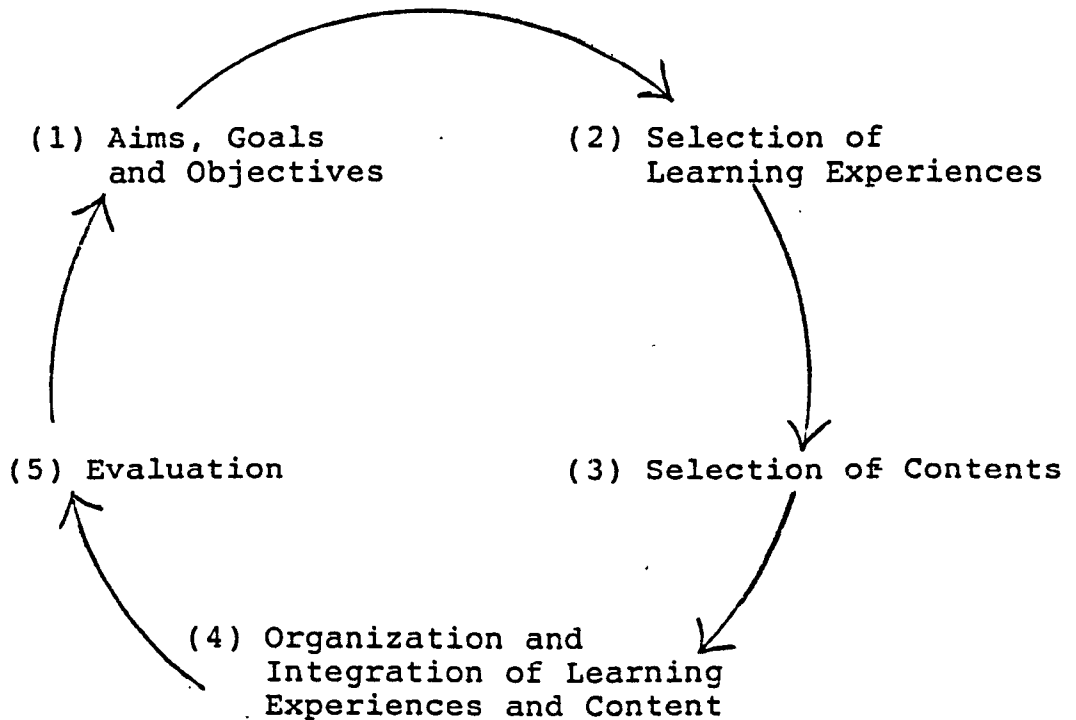 (1) Aims, Goals
and Objectives
(2) Selection of
Learning Experiences
(3) Selection of Contents
(4) Organization and
Integration of Learning
Experiences and Content
(5) Evaluation